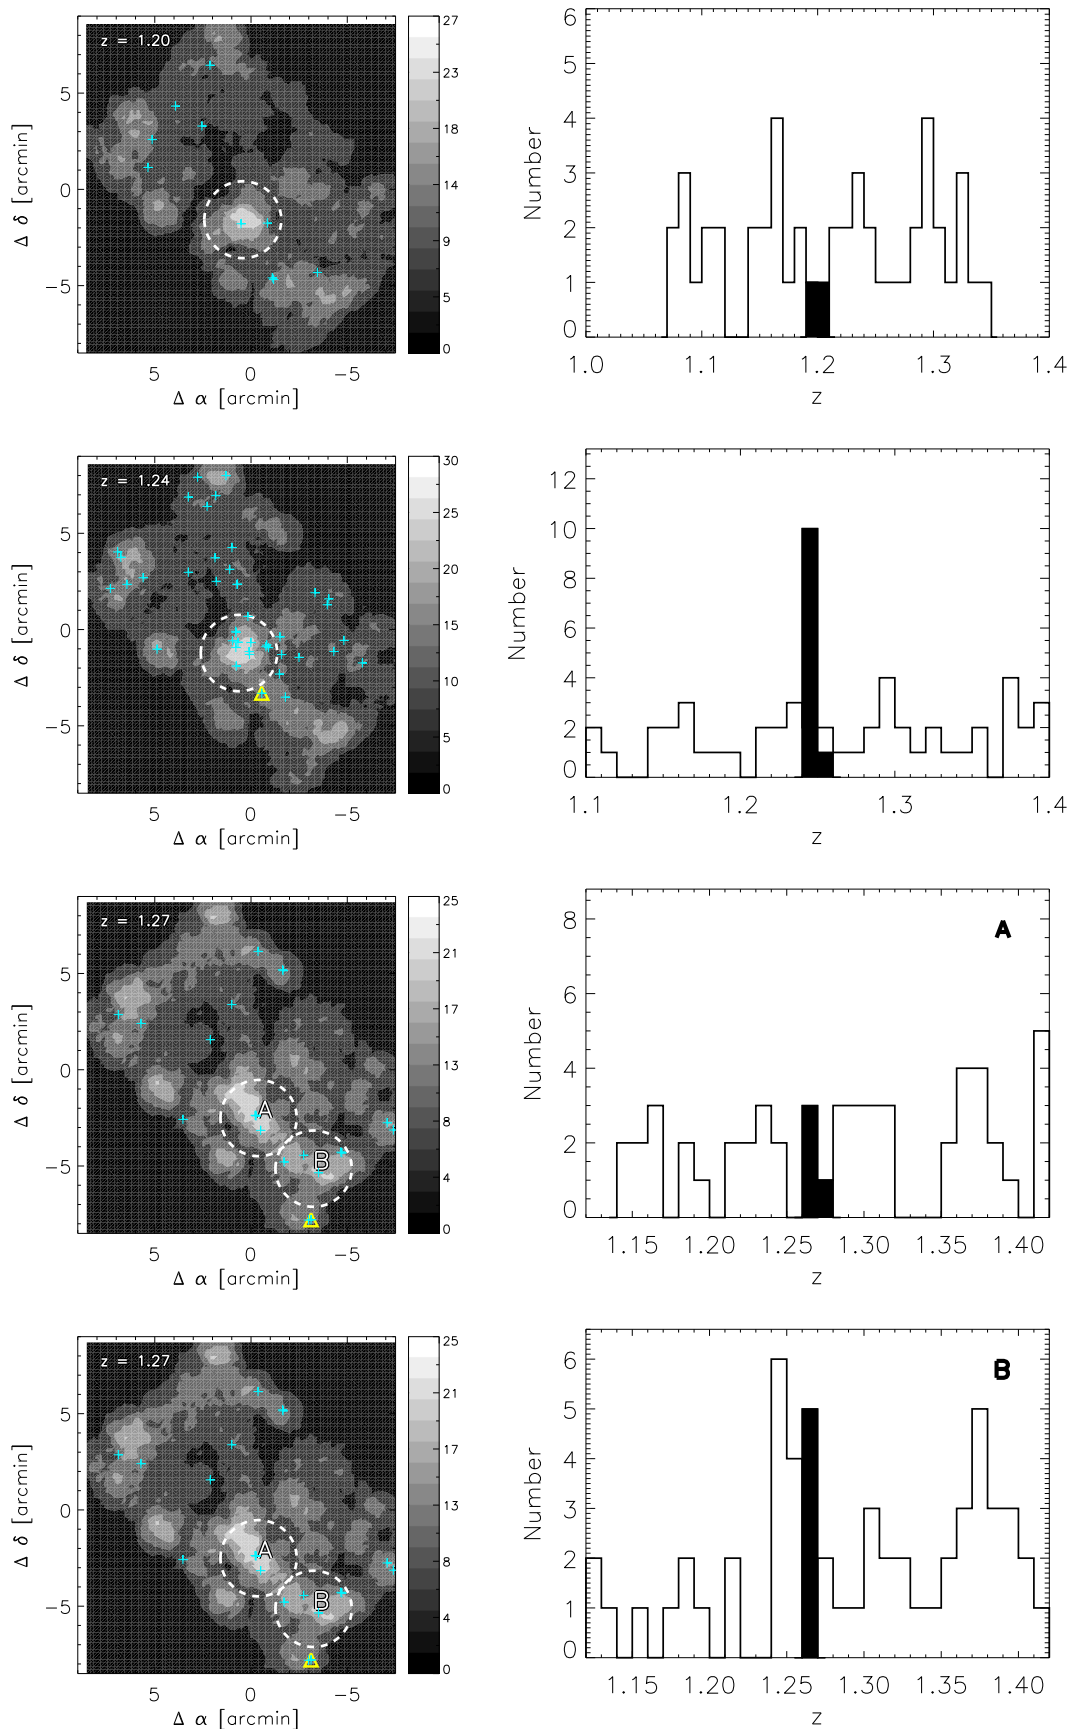 z = 1.20
Δ δ [arcmin]
5
0
−5
5 0 −5
Δ α [arcmin]
27
23
18
14
9
5
0
Number
6
5
4
3
2
1
0
1.0 1.1 1.2 1.3 1.4
z
z = 1.24
Δ δ [arcmin]
5
0
−5
5 0 −5
Δ α [arcmin]
30
25
20
15
10
5
0
Number
12
10
8
6
4
2
0
1.1 1.2 1.3 1.4
z
z = 1.27
A
B
Δ δ [arcmin]
5
0
−5
5 0 −5
Δ α [arcmin]
25
21
17
13
8
4
0
A
Number
8
6
4
2
0
1.15 1.20 1.25 1.30 1.35 1.40
z
z = 1.27
A
B
Δ δ [arcmin]
5
0
−5
5 0 −5
Δ α [arcmin]
25
21
17
13
8
4
0
B
Number
6
5
4
3
2
1
0
1.15 1.20 1.25 1.30 1.35 1.40
z